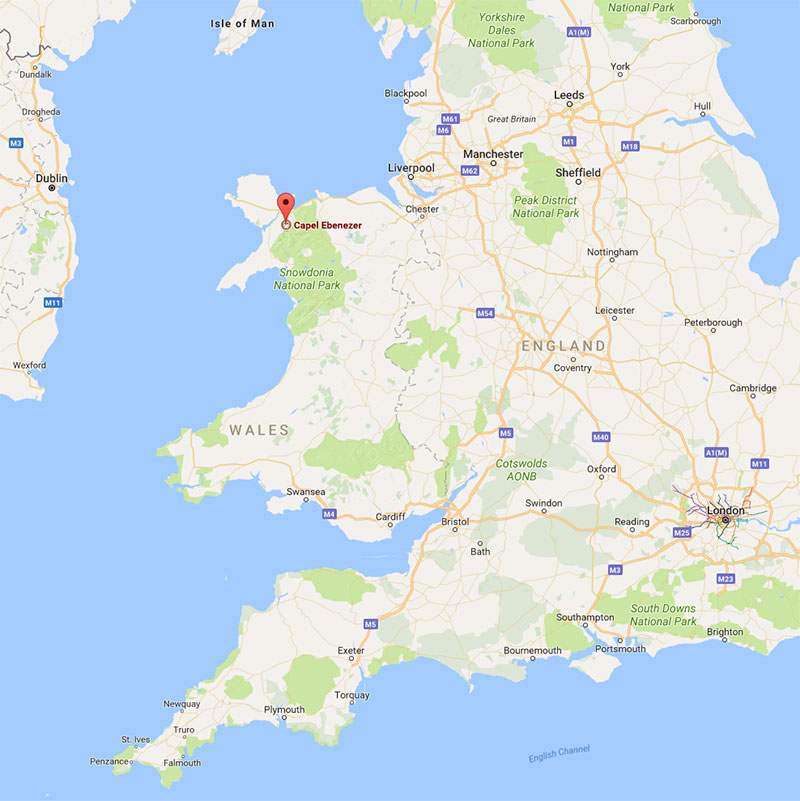 Isle of Man
Yorkshire
Dales
National Park
National Park
Scarborough
A1(M)
York
Dundalk
Blackpool
Leeds
Hull
Drogheda
M61
M6
Great Britain
M3
M1
M18
Manchester
Liverpool
M62
Sheffield
Dublin
Peak District
National Park
Chester
Capel Ebenezer
Nottingham
Snowdonia
National Park
M11
M54
Leicester
Peterborough
ENGLAND
Wexford
Coventry
Cambridge
WALES
M5
M40
A1(M)
M11
Cotswolds
AONB
Oxford
Swansea
M4
Cardiff
Bristol
Swindon
Reading
London
M25
Bath
M3
M23
M5
Southampton
South Downs
National Park
Brighton
Exeter
Bournemouth
Portsmouth
Torquay
Newquay
Plymouth
Truro
St. Ives
Penzance
Falmouth
English Channel